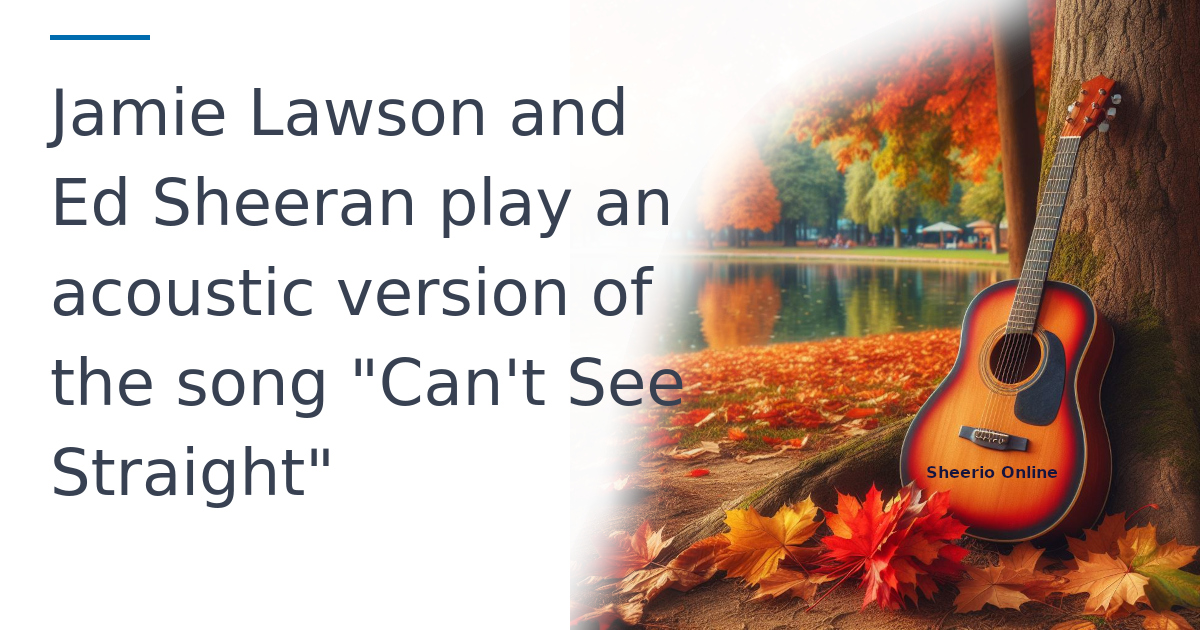 Jamie Lawson and
Ed Sheeran play an
acoustic version of
the song "Can't See
Straight"
Sheerio Online